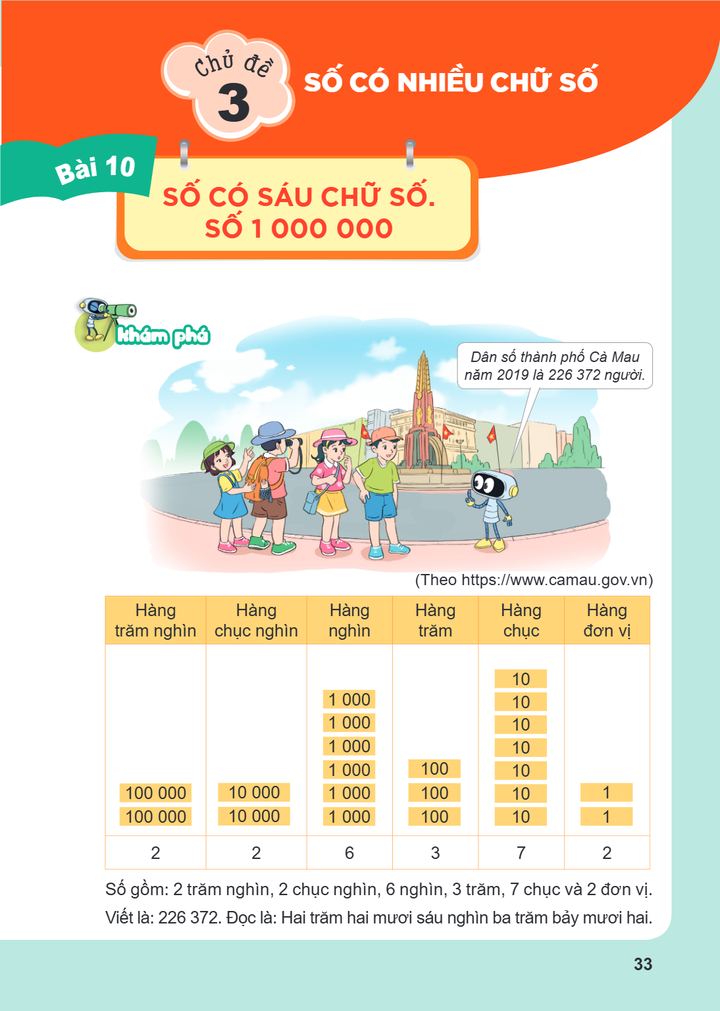 Chủ đề
3
SỐ CÓ NHIỀU CHỮ SỐ
Bài 10
SỐ CÓ SÁU CHỮ SỐ.
SỐ 1 000 000
khám phá
Dân số thành phố Cà Mau
năm 2019 là 226 372 người.
(Theo https://www.camau.gov.vn)
Hàng trăm nghìn Hàng chục nghìn Hàng nghìn Hàng trăm Hàng chục Hàng đơn vị
10
1 000 10
1 000 10
1 000 10
1 000 100 10
100 000 10 000 1 000 100 10 1
100 000 10 000 1 000 100 10 1
2 2 6 3 7 2
Số gồm: 2 trăm nghìn, 2 chục nghìn, 6 nghìn, 3 trăm, 7 chục và 2 đơn vị.
Viết là: 226 372. Đọc là: Hai trăm hai mươi sáu nghìn ba trăm bảy mươi hai.
33